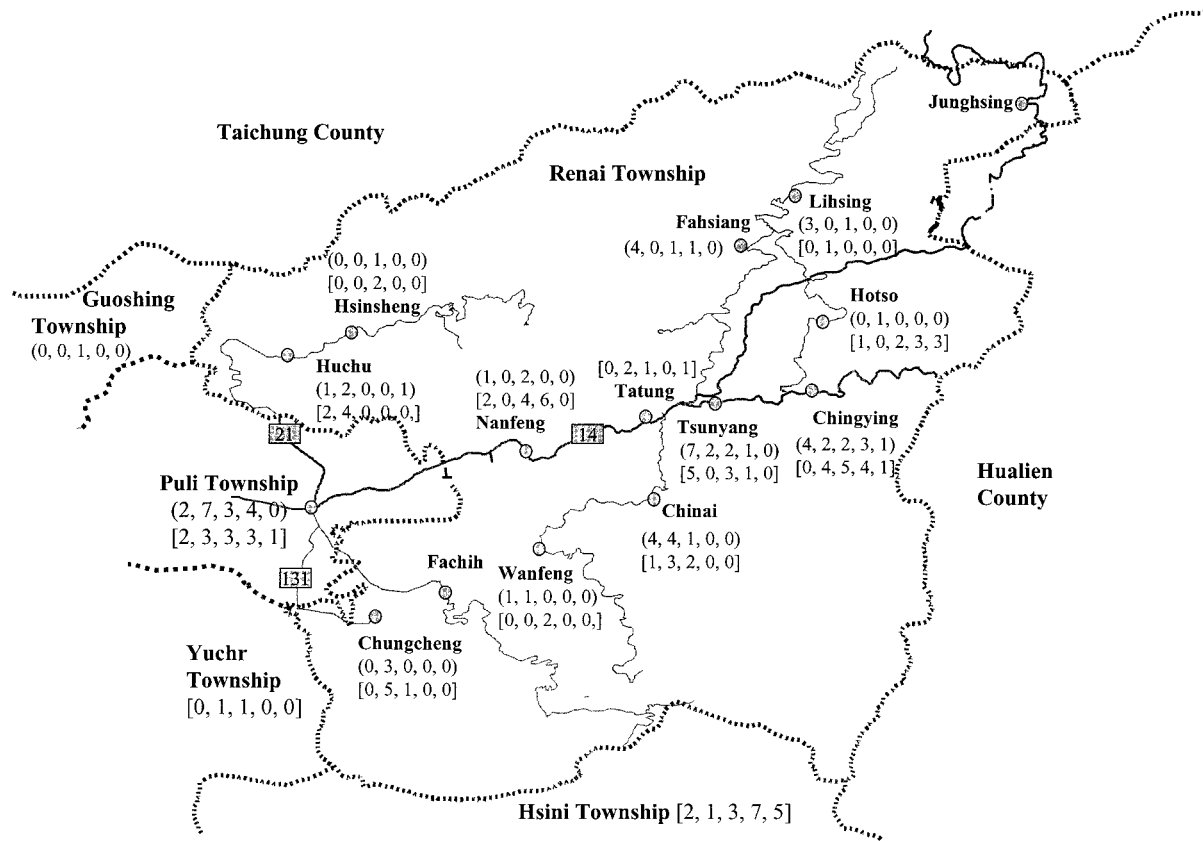 Junghsing
Taichung County
Renai Township
Lihsing
(3, 0, 1, 0, 0)
[0, 1, 0, 0, 0]
Fahsiang
(4, 0, 1, 1, 0)
(0, 0, 1, 0, 0)
[0, 0, 2, 0, 0]
Hsinsheng
Guoshing
Township
(0, 0, 1, 0, 0)
Hotso
(0, 1, 0, 0, 0)
[1, 0, 2, 3, 3]
Huchu
(1, 2, 0, 0, 1)
[2, 4, 0, 0, 0,]
(1, 0, 2, 0, 0)
[2, 0, 4, 6, 0]
Nanfeng
[0, 2, 1, 0, 1]
Tatung
21
14
Tsunyang
(7, 2, 2, 1, 0)
[5, 0, 3, 1, 0]
Chingying
(4, 2, 2, 3, 1)
[0, 4, 5, 4, 1]
Hualien
County
Puli Township
(2, 7, 3, 4, 0)
[2, 3, 3, 3, 1]
Chinai
(4, 4, 1, 0, 0)
[1, 3, 2, 0, 0]
131
Fachih
Wanfeng
(1, 1, 0, 0, 0)
[0, 0, 2, 0, 0,]
Chungcheng
(0, 3, 0, 0, 0)
[0, 5, 1, 0, 0]
Yuchr
Township
[0, 1, 1, 0, 0]
Hsini Township [2, 1, 3, 7, 5]